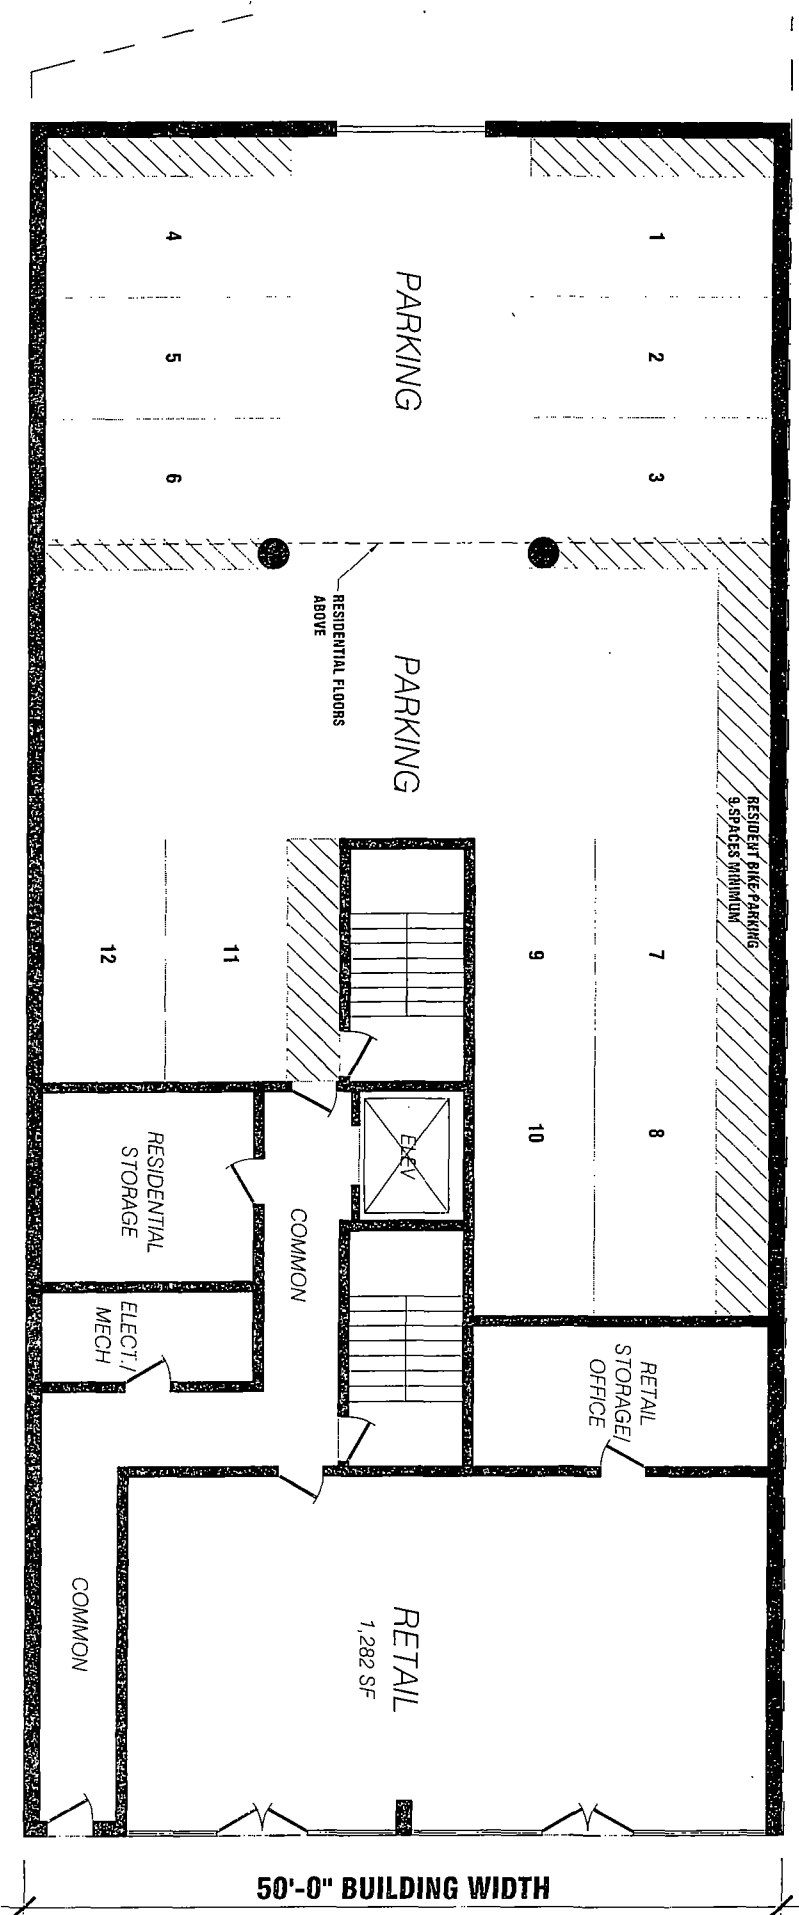 4
1
PARKING
5
2
6
3
RESIDENTIAL FLOORS
ABOVE
PARKING
RESIDENT BIKE PARKING
9 SPACES MINIMUM
12
11
9
7
10
8
RESIDENTIAL
STORAGE
ELEV
COMMON
ELECT./
MECH
RETAIL
STORAGE/
OFFICE
COMMON
RETAIL
1,282 SF
50'-0" BUILDING WIDTH